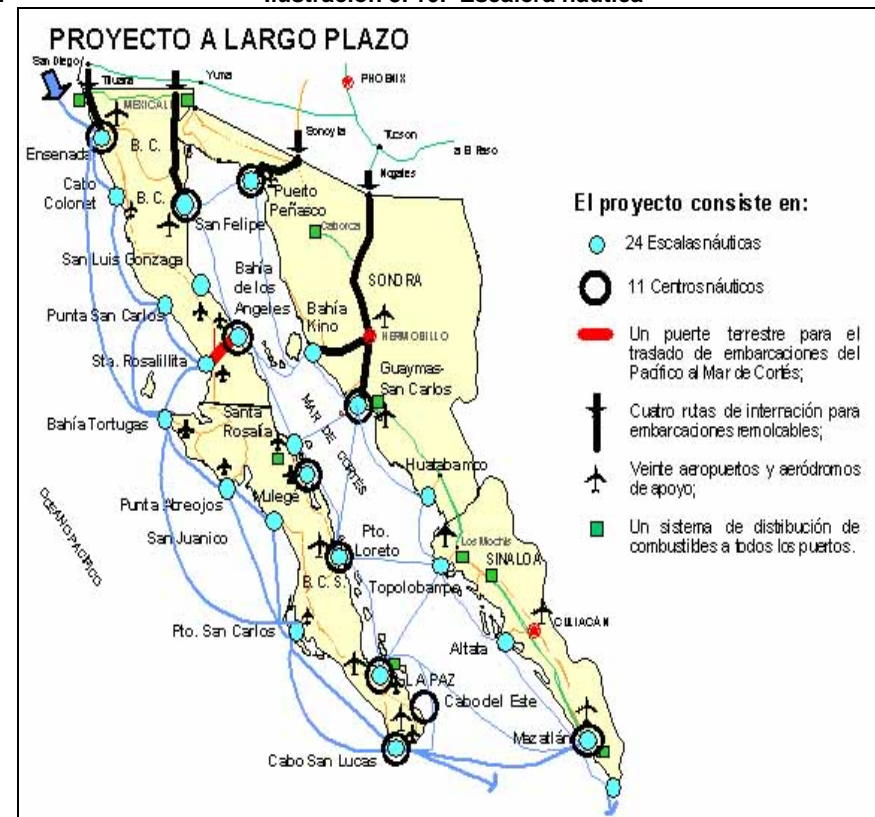 Ilustración 3. 10. Escalera náutica
PROYECTO A LARGO PLAZO
San Diego
Tijuana
Yuma
PHOENIX
MEXICALI
Sonoyta
Tucson
a El Paso
Nogales
Ensenada
B. C.
Cabo
Colonet
B. C.
San Felipe
Puerto
Peñasco
Caborca
San Luis Gonzaga
Bahía
de los
Angeles
SONORA
Punta San Carlos
Bahía
Kino
HERMOSILLO
Sta. Rosalillita
Guaymas-
San Carlos
Bahía Tortugas
Santa
Rosalía
MAR DE CORTÉS
Huatabampo
OCEANO PACIFICO
Punta Abreojos
Mulegé
San Juanico
Pto.
Loreto
Los Mochis
SINALOA
B. C. S.
Topolobampo
Pto. San Carlos
CULIACÁN
Altata
LA PAZ
Cabo del Este
Mazatlán
Cabo San Lucas
El proyecto consiste en:
24 Escalas náuticas
11 Centros náuticos
Un puerte terrestre para el
traslado de embarcaciones del
Pacífico al Mar de Cortés;
Cuatro rutas de internación para
embarcaciones remolcables;
Veinte aeropuertos y aeródromos
de apoyo;
Un sistema de distribución de
combustibles a todos los puertos.